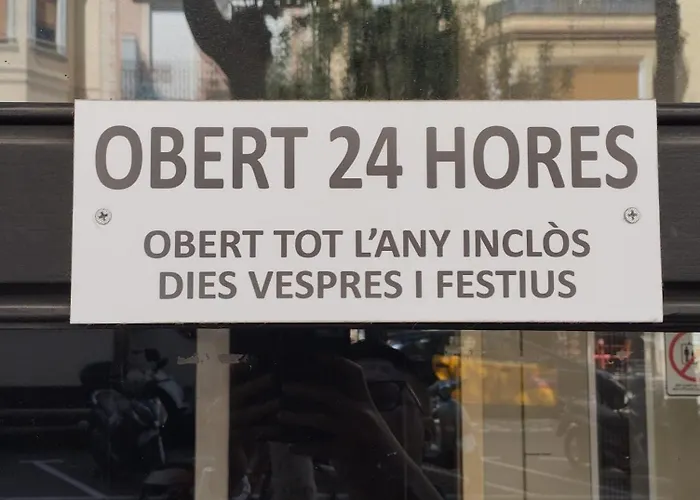 OBERT 24 HORES
OBERT TOT L’ANY INCLÒS
DIES VESPRES I FESTIUS